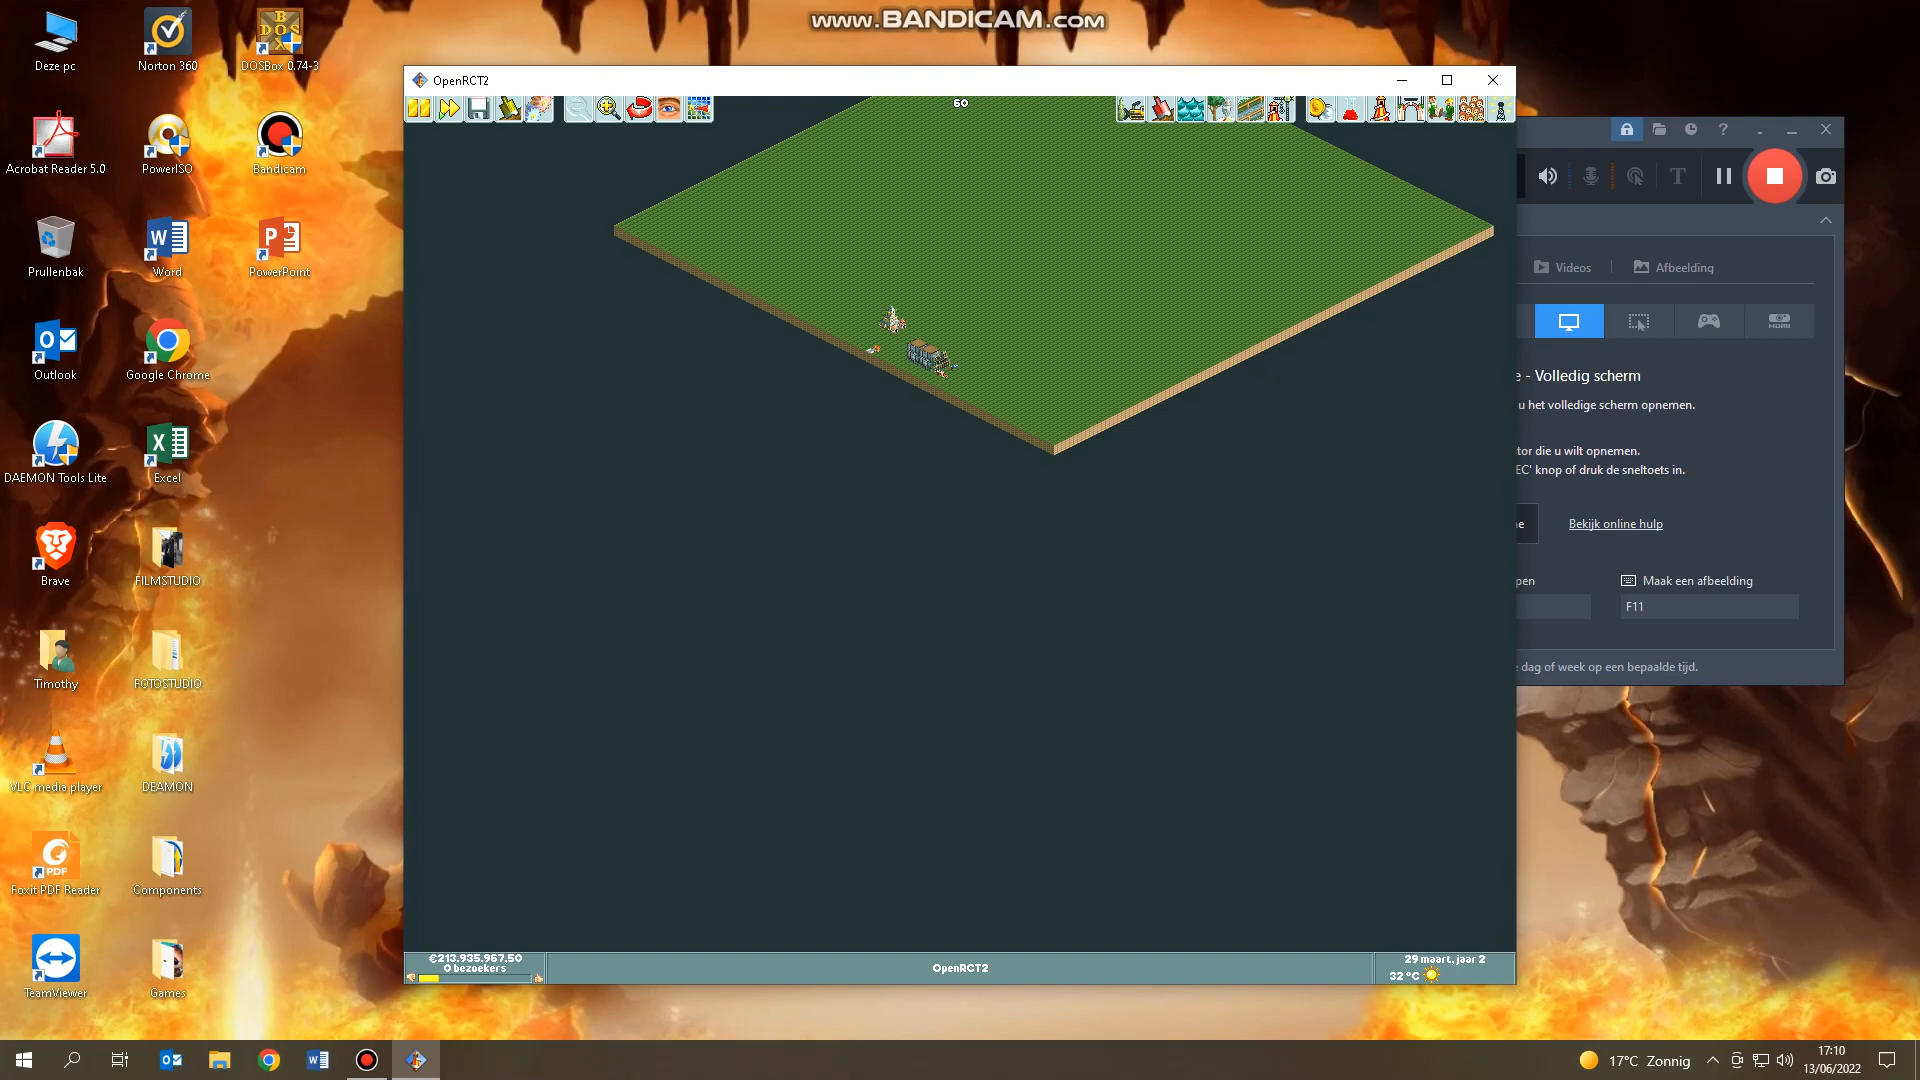 www.BANDICAM.com
Deze pc
Norton 360
DOSBox 0.74-3
Acrobat Reader 5.0
PowerISO
Bandicam
Prullenbak
Word
PowerPoint
Outlook
Google Chrome
DAEMON Tools Lite
Excel
Brave
FILMSTUDIO
Timothy
FOTOSTUDIO
VLC media player
DEAMON
Foxit PDF Reader
Components
TeamViewer
Games
OpenRCT2
60
Videos
Afbeelding
HDMI
e - Volledig scherm
u het volledige scherm opnemen.
tor die u wilt opnemen.
EC' knop of druk de sneltoets in.
ne
Bekijk online hulp
pen
Maak een afbeelding
F11
dag of week op een bepaalde tijd.
€213.935.967,50
0 bezoekers
OpenRCT2
29 maart, jaar 2
32 °C
17°C Zonnig
17:10
13/06/2022